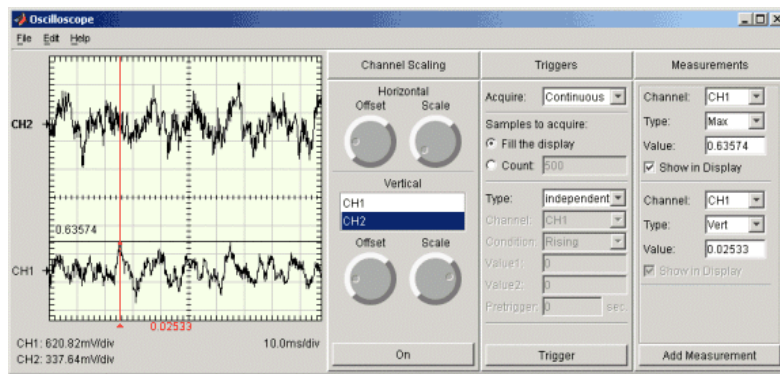 Oscilloscope
File Edit Help
CH2
0.63574
CH1
0.02533
CH1: 620.82mV/div
10.0ms/div
CH2: 337.64mV/div
Channel Scaling
Horizontal
Offset Scale
Vertical
CH1
CH2
Offset Scale
On
Triggers
Acquire: Continuous
Samples to acquire:
Fill the display
Count: 500
Type: Independent
Channel: CH1
Condition: Rising
Value1: 0
Value2: 0
Pretrigger: 0 sec.
Trigger
Measurements
Channel: CH1
Type: Max
Value: 0.63574
Show in Display
Channel: CH1
Type: Vert
Value: 0.02533
Show in Display
Add Measurement